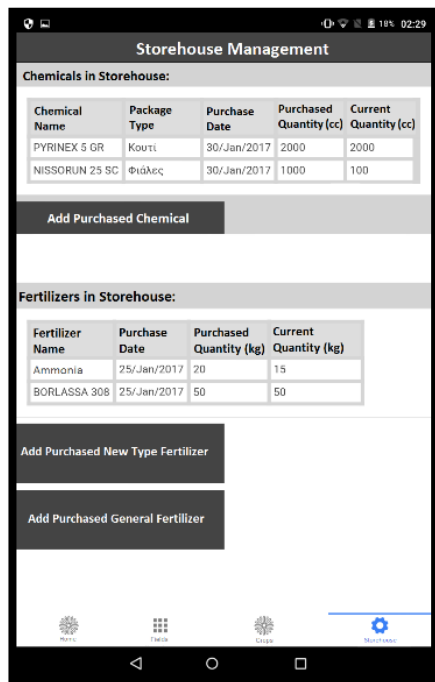 18% 02:29
Storehouse Management
Chemicals in Storehouse:
Chemical Name Package Type Purchase Date Purchased Quantity (cc) Current Quantity (cc)
PYRINEX 5 GR Κουτί 30/Jan/2017 2000 2000
NISSORUN 25 SC Φιάλες 30/Jan/2017 1000 100
Add Purchased Chemical
Fertilizers in Storehouse:
Fertilizer Name Purchase Date Purchased Quantity (kg) Current Quantity (kg)
Ammonia 25/Jan/2017 20 15
BORLASSA 308 25/Jan/2017 50 50
Add Purchased New Type Fertilizer
Add Purchased General Fertilizer
Home Fields Crops Storehouse